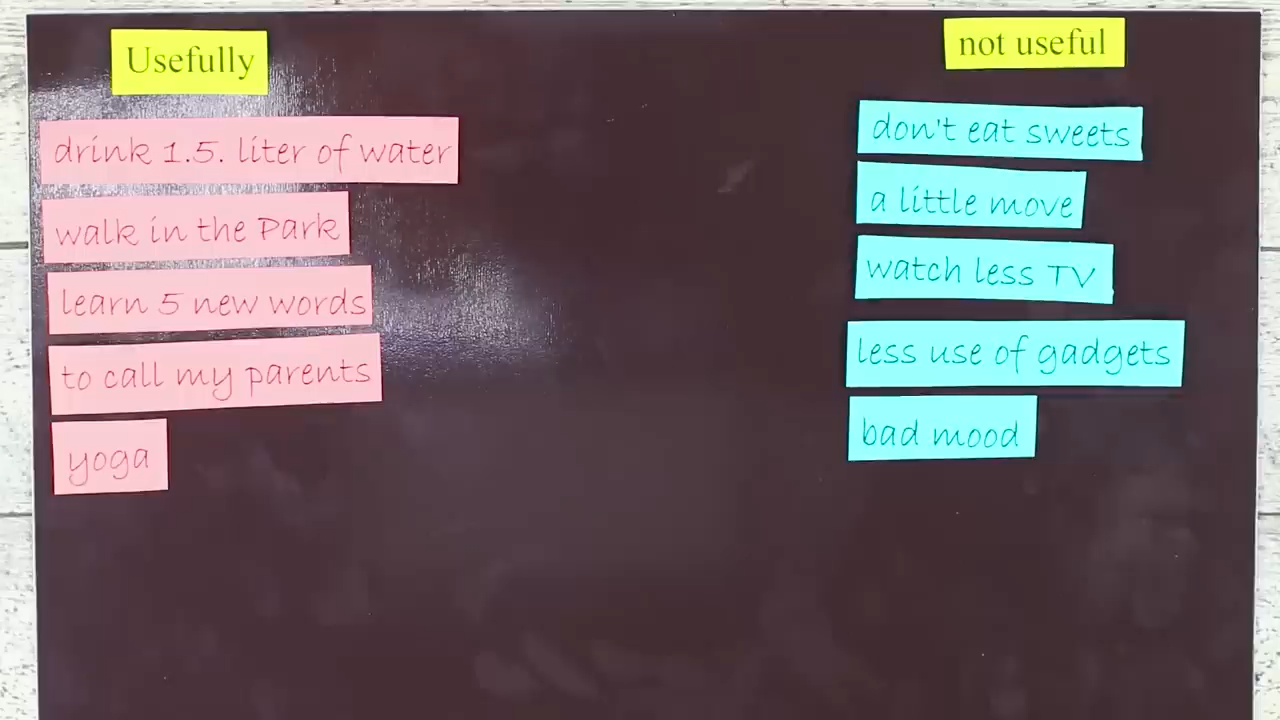 Usefully
drink 1.5. liter of water
walk in the Park
learn 5 new words
to call my parents
yoga
not useful
don't eat sweets
a little move
watch less TV
less use of gadgets
bad mood